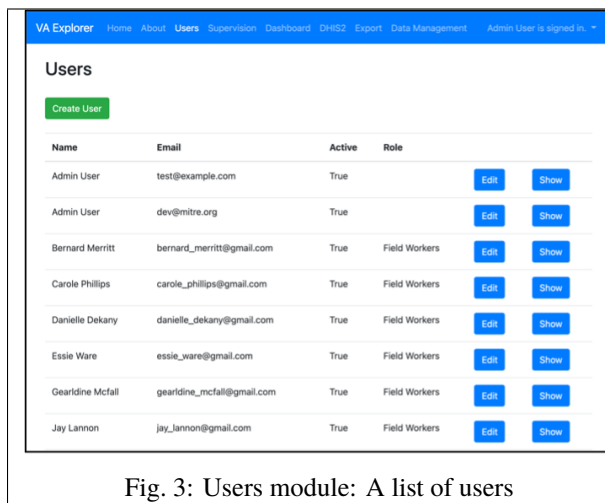 VA Explorer Home About Users Supervision Dashboard DHIS2 Export Data Management Admin User is signed in.
Users
Create User
Name Email Active Role
Admin User test@example.com True Edit Show
Admin User dev@mitre.org True Edit Show
Bernard Merritt bernard_merritt@gmail.com True Field Workers Edit Show
Carole Phillips carole_phillips@gmail.com True Field Workers Edit Show
Danielle Dekany danielle_dekany@gmail.com True Field Workers Edit Show
Essie Ware essie_ware@gmail.com True Field Workers Edit Show
Gearldine Mcfall gearldine_mcfall@gmail.com True Field Workers Edit Show
Jay Lannon jay_lannon@gmail.com True Field Workers Edit Show
Fig. 3: Users module: A list of users